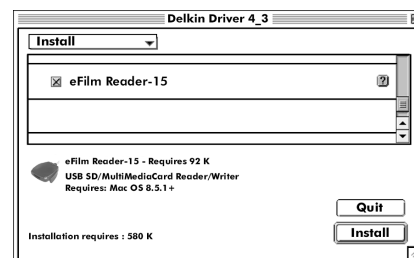 Delkin Driver 4_3
Install
eFilm Reader-15
?
eFilm Reader-15 - Requires 92 K
USB SD/MultiMediaCard Reader/Writer
Requires: Mac OS 8.5.1+
Quit
Installation requires : 580 K
Install